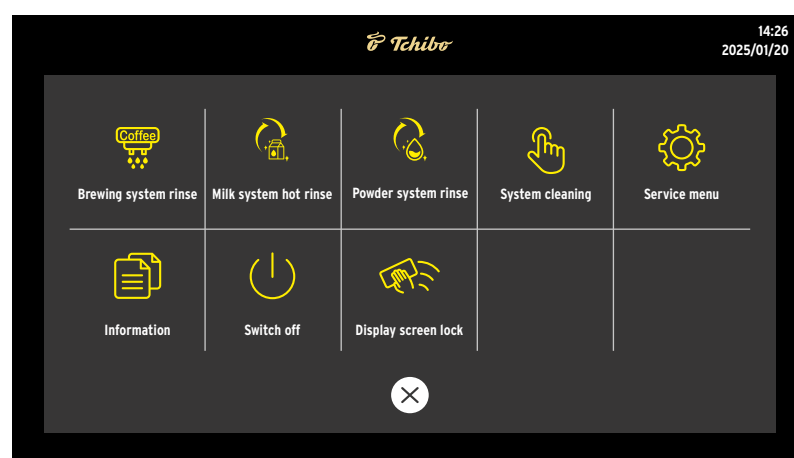 Tchibo
14:26
2025/01/20
Coffee
Brewing system rinse
Milk system hot rinse
Powder system rinse
System cleaning
Service menu
Information
Switch off
Display screen lock